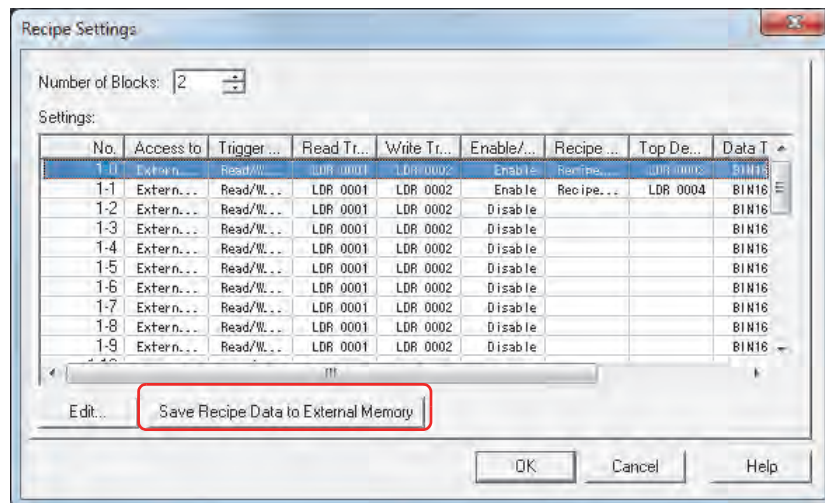 Recipe Settings
Number of Blocks: 2
Settings:
No. Access to Trigger ... Read Tr... Write Tr... Enable/... Recipe ... Top De... Data T
1-0 Extern... Read/W... LDR 0001 LDR 0002 Enable Recipe...
1-1 Extern... Read/W... LDR 0001 LDR 0002 Enable Recipe... LDR 0004 BIN16
1-2 Extern... Read/W... LDR 0001 LDR 0002 Disable BIN16
1-3 Extern... Read/W... LDR 0001 LDR 0002 Disable BIN16
1-4 Extern... Read/W... LDR 0001 LDR 0002 Disable BIN16
1-5 Extern... Read/W... LDR 0001 LDR 0002 Disable BIN16
1-6 Extern... Read/W... LDR 0001 LDR 0002 Disable BIN16
1-7 Extern... Read/W... LDR 0001 LDR 0002 Disable BIN16
1-8 Extern... Read/W... LDR 0001 LDR 0002 Disable BIN16
1-9 Extern... Read/W... LDR 0001 LDR 0002 Disable BIN16
Edit... Save Recipe Data to External Memory
OK Cancel Help